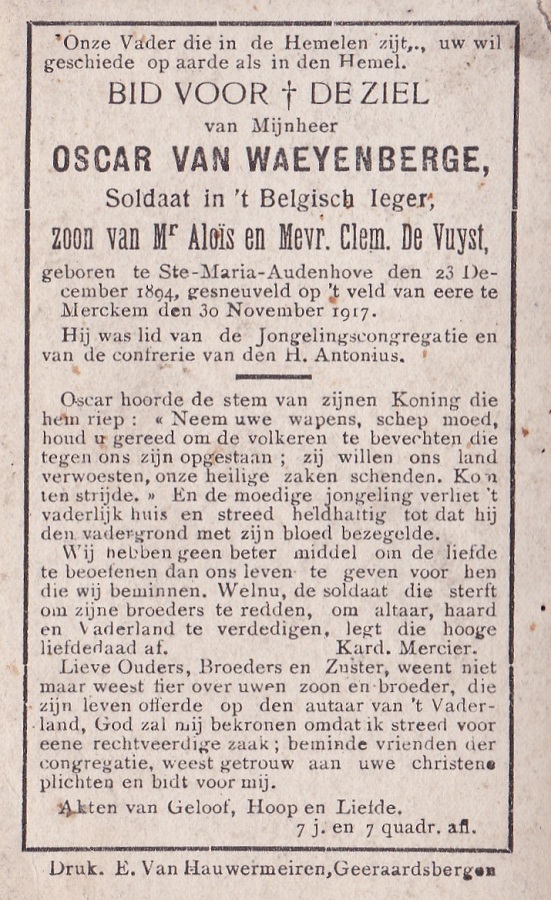 "Onze Vader die in de Hemelen zijt,., uw wil
geschiede op aarde als in den Hemel.
BID VOOR † DE ZIEL
van Mijnheer
OSCAR VAN WAEYENBERGE,
Soldaat in 't Belgisch leger,
zoon van Mr Aloïs en Mevr. Clem. De Vuyst,
geboren te Ste-Maria-Audenhove den 23 De-
cember 1894, gesneuveld op 't veld van eere te
Merckem den 30 November 1917.
Hij was lid van de Jongelingscongregatie en
van de confrerie van den H. Antonius.
Oscar hoorde de stem van zijnen Koning die
hem riep : « Neem uwe wapens, schep moed,
houd u gereed om de volkeren te bevechten die
tegen ons zijn opgestaan ; zij willen ons land
verwoesten, onze heilige zaken schenden. Kom
ten strijde. » En de moedige jongeling verliet 't
vaderlijk huis en streed heldhaftig tot dat hij
den vadergrond met zijn bloed bezegelde.
Wij hebben geen beter middel om de liefde
te beoefenen dan ons leven te geven voor hen
die wij beminnen. Welnu, de soldaat die sterft
om zijne broeders te redden, om altaar, haard
en Vaderland te verdedigen, legt die hooge
liefdedaad af. Kard. Mercier.
Lieve Ouders, Broeders en Zuster, weent niet
maar weest fier over uwen zoon en broeder, die
zijn leven offerde op den autaar van 't Vader-
land, God zal mij bekronen omdat ik streed voor
eene rechtveerdige zaak ; beminde vrienden der
congregatie, weest getrouw aan uwe christene
plichten en bidt voor mij.
Akten van Geloof, Hoop en Liefde.
7 j. en 7 quadr. afl.
Druk. E. Van Hauwermeiren, Geeraardsbergen